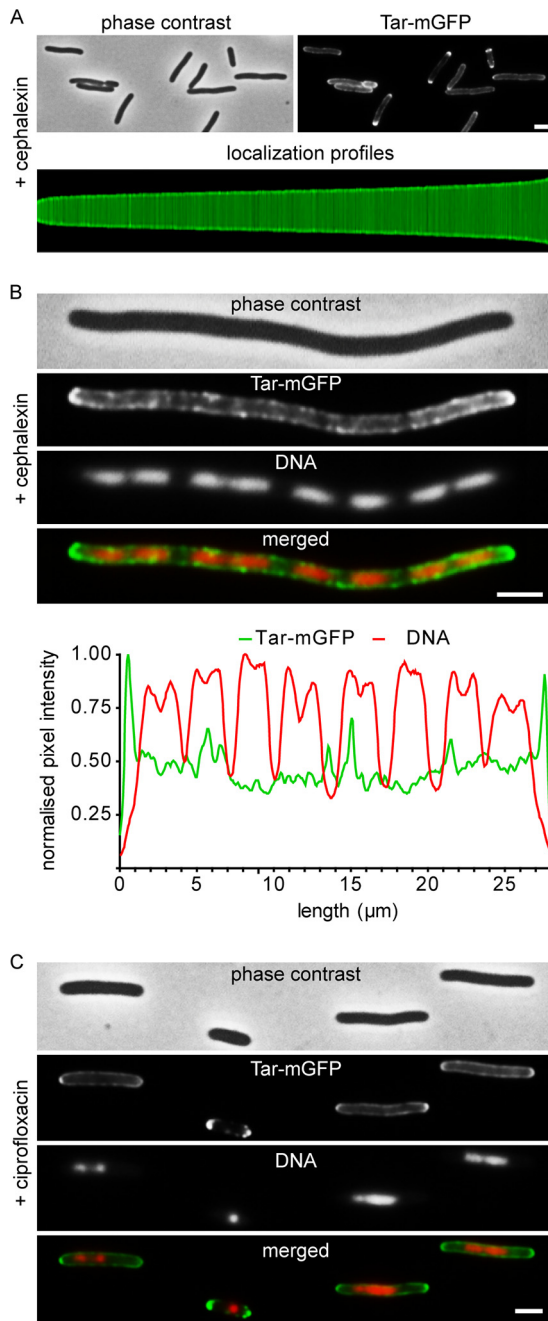 A
phase contrast
Tar-mGFP
+ cephalexin
localization profiles
B
phase contrast
Tar-mGFP
+ cephalexin
DNA
merged
Tar-mGFP
DNA
normalised pixel intensity
1.00
0.75
0.50
0.25
0 5 10 15 20 25
length (µm)
C
phase contrast
Tar-mGFP
+ ciprofloxacin
DNA
merged